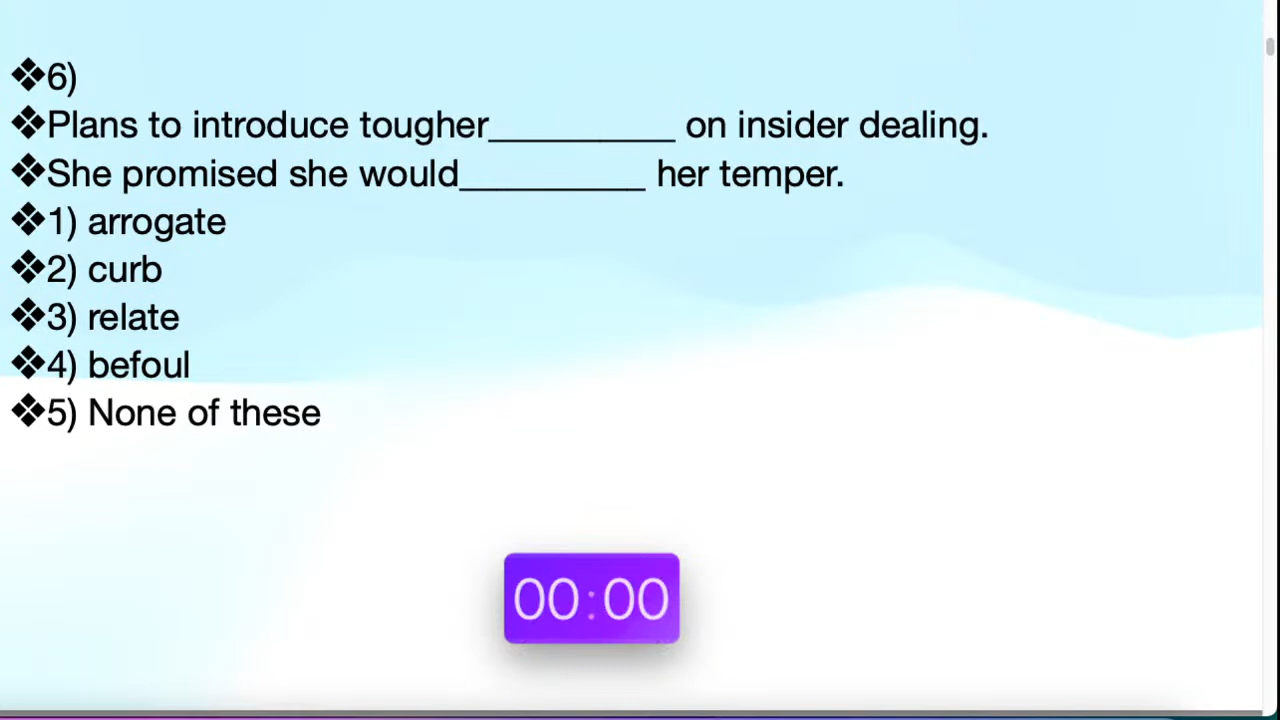 ❖6)
❖Plans to introduce tougher__________ on insider dealing.
❖She promised she would__________ her temper.
❖1) arrogate
❖2) curb
❖3) relate
❖4) befoul
❖5) None of these
00:00